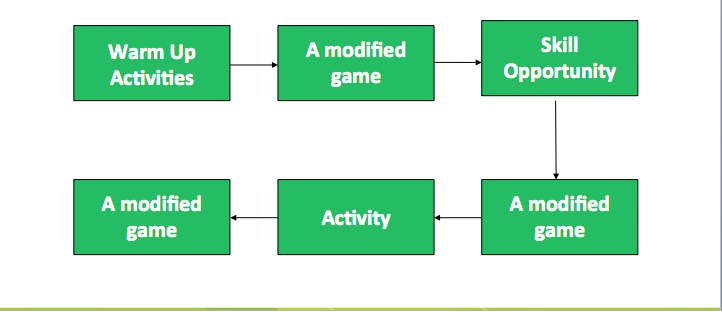 Warm Up
Activities
A modified
game
Skill
Opportunity
A modified
game
Activity
A modified
game